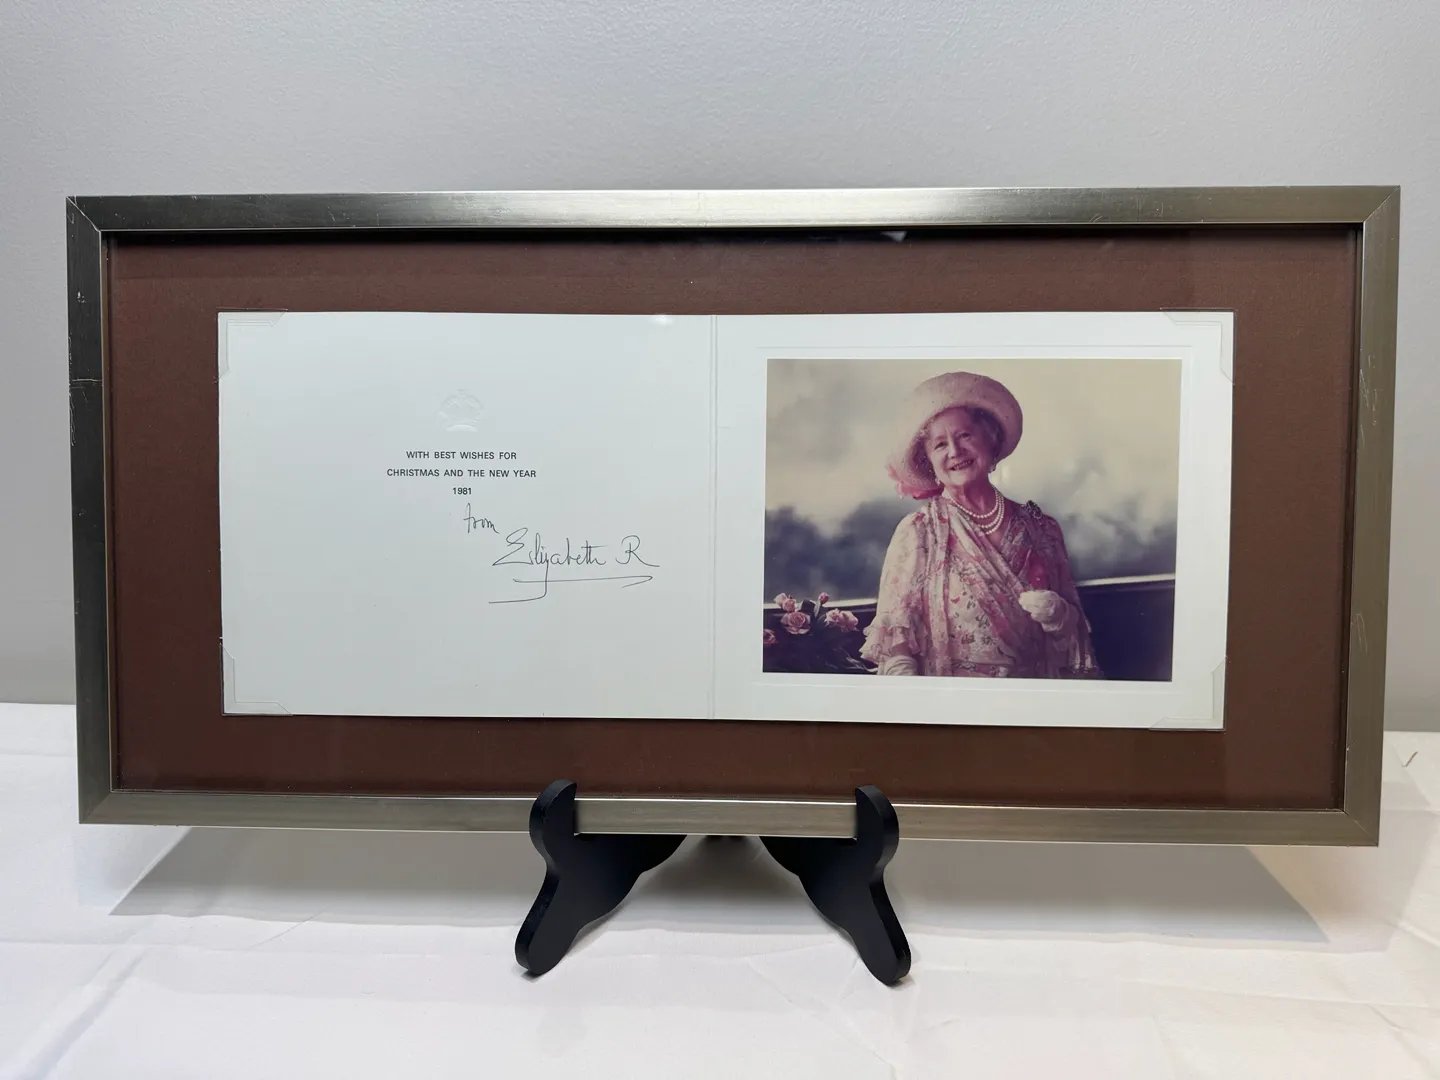 WITH BEST WISHES FOR
CHRISTMAS AND THE NEW YEAR
1981
from
Elizabeth R